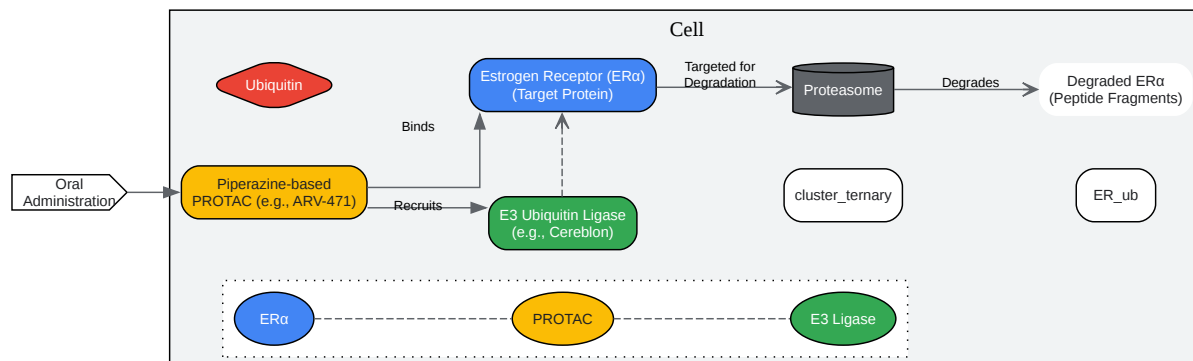 Cell
Ubiquitin
Estrogen Receptor (ERα)
(Target Protein)
Targeted for
Degradation
Proteasome
Degrades
Degraded ERα
(Peptide Fragments)
Binds
Oral
Administration
Piperazine-based
PROTAC (e.g., ARV-471)
Recruits
E3 Ubiquitin Ligase
(e.g., Cereblon)
cluster_ternary
ER_ub
ERα
PROTAC
E3 Ligase